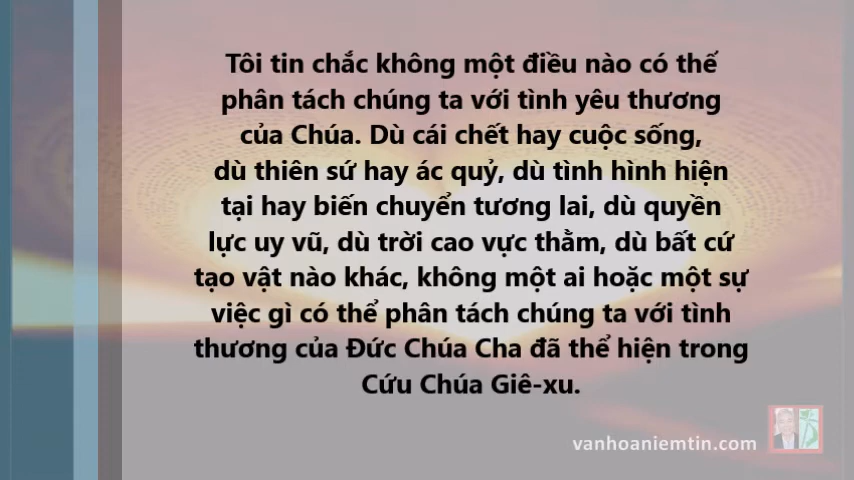 Tôi tin chắc không một điều nào có thể
phân tách chúng ta với tình yêu thương
của Chúa. Dù cái chết hay cuộc sống,
dù thiên sứ hay ác quỷ, dù tình hình hiện
tại hay biến chuyển tương lai, dù quyền
lực uy vũ, dù trời cao vực thằm, dù bất cứ
tạo vật nào khác, không một ai hoặc một sự
việc gì có thể phân tách chúng ta với tình
thương của Đức Chúa Cha đã thể hiện trong
Cứu Chúa Giê-xu.
vanhoaniemtin.com